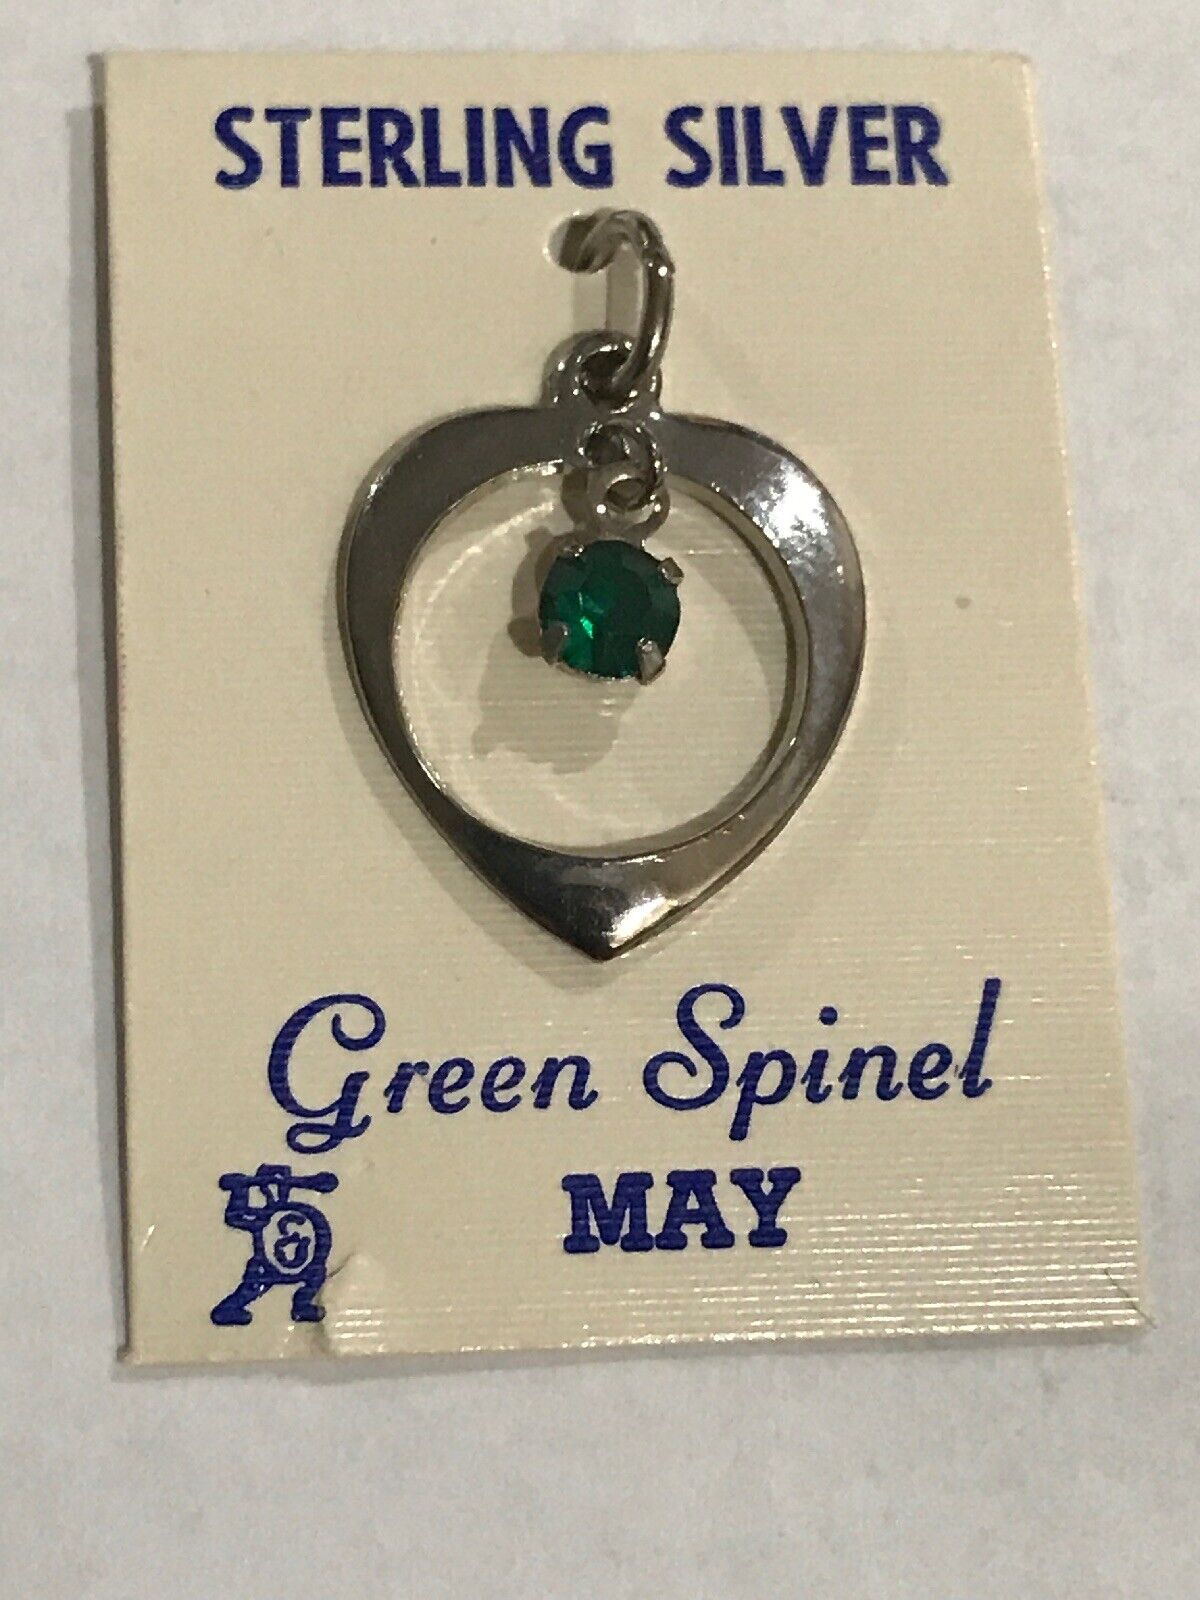 STERLING SILVER
Green Spinel
MAY
&